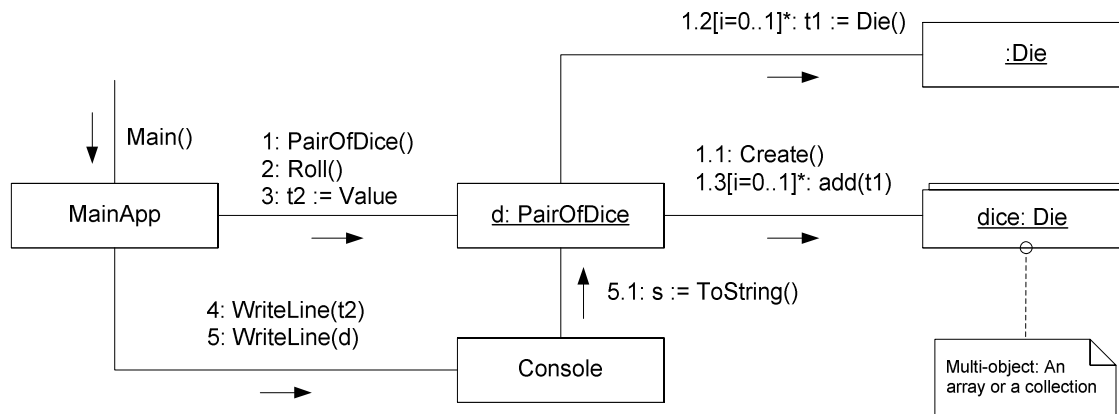 1.2[i=0..1]*: t1 := Die()
:Die
Main()
1: PairOfDice()
2: Roll()
3: t2 := Value
1.1: Create()
1.3[i=0..1]*: add(t1)
MainApp
d: PairOfDice
dice: Die
4: WriteLine(t2)
5: WriteLine(d)
5.1: s := ToString()
Console
Multi-object: An
array or a collection